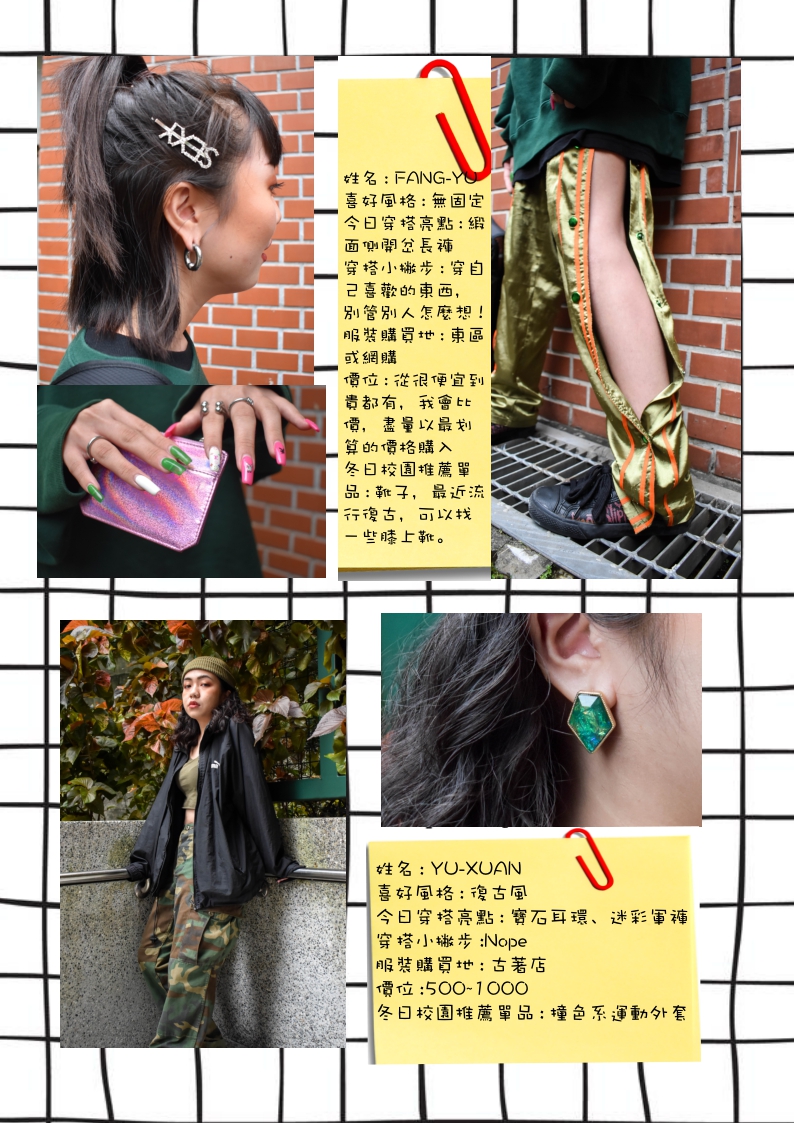 SEXY
姓名：FANG-YU
喜好風格：無固定
今日穿搭亮點：緞
面側開岔長褲
穿搭小撇步：穿自
己喜歡的東西，
別管別人怎麼想！
服裝購買地：東區
或網購
價位：從很便宜到
貴都有，我會比
價，盡量以最划
算的價格購入
冬日校園推薦單
品：靴子，最近流
行復古，可以找
一些膝上靴。
姓名：YU-XUAN
喜好風格：復古風
今日穿搭亮點：寶石耳環、迷彩軍褲
穿搭小撇步:Nope
服裝購買地：古著店
價位:500~1000
冬日校園推薦單品：撞色系運動外套